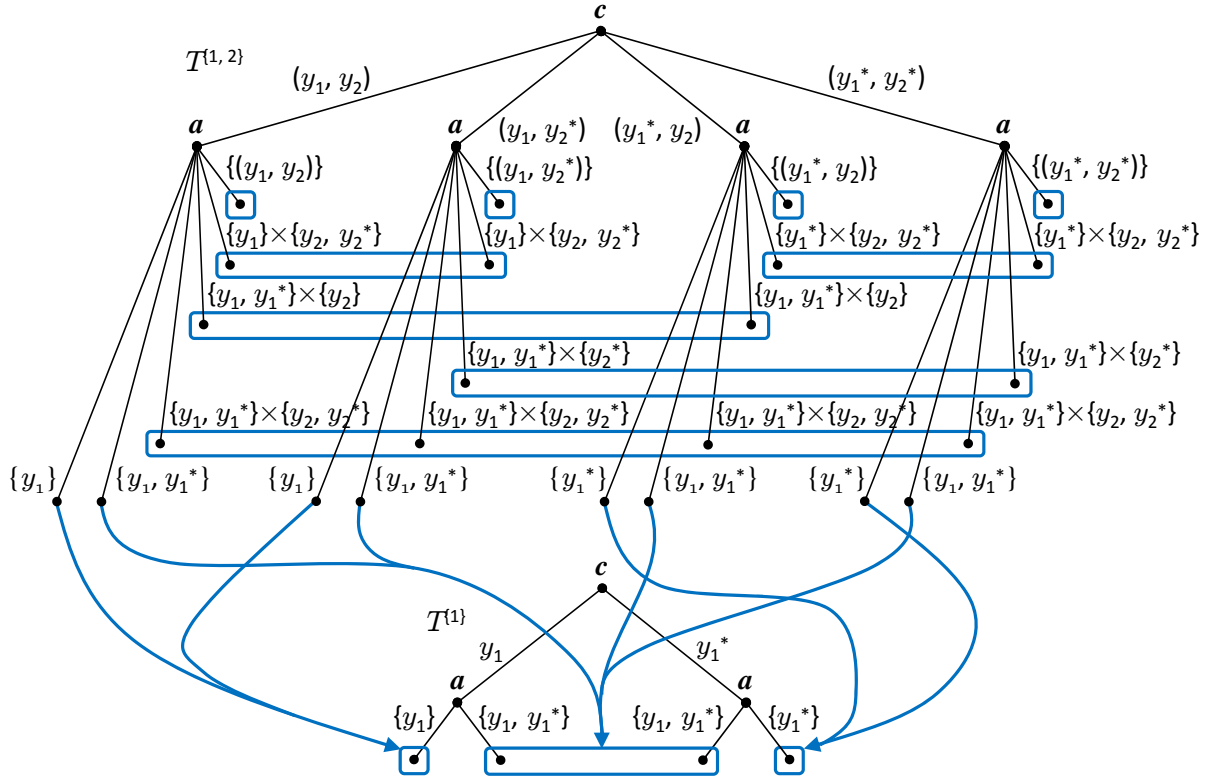 c
T^{1, 2}
(y₁, y₂) (y₁*, y₂*)
a a (y₁, y₂*) (y₁*, y₂) a a
{(y₁, y₂)} {(y₁, y₂*)} {(y₁*, y₂)} {(y₁*, y₂*)}
{y₁}×{y₂, y₂*} {y₁}×{y₂, y₂*} {y₁*}×{y₂, y₂*} {y₁*}×{y₂, y₂*}
{y₁, y₁*}×{y₂} {y₁, y₁*}×{y₂}
{y₁, y₁*}×{y₂*} {y₁, y₁*}×{y₂*}
{y₁, y₁*}×{y₂, y₂*} {y₁, y₁*}×{y₂, y₂*} {y₁, y₁*}×{y₂, y₂*} {y₁, y₁*}×{y₂, y₂*}
{y₁} {y₁, y₁*} {y₁} {y₁, y₁*} {y₁*} {y₁, y₁*} {y₁*} {y₁, y₁*}
c
T^{1}
y₁ y₁*
a a
{y₁} {y₁, y₁*} {y₁, y₁*} {y₁*}